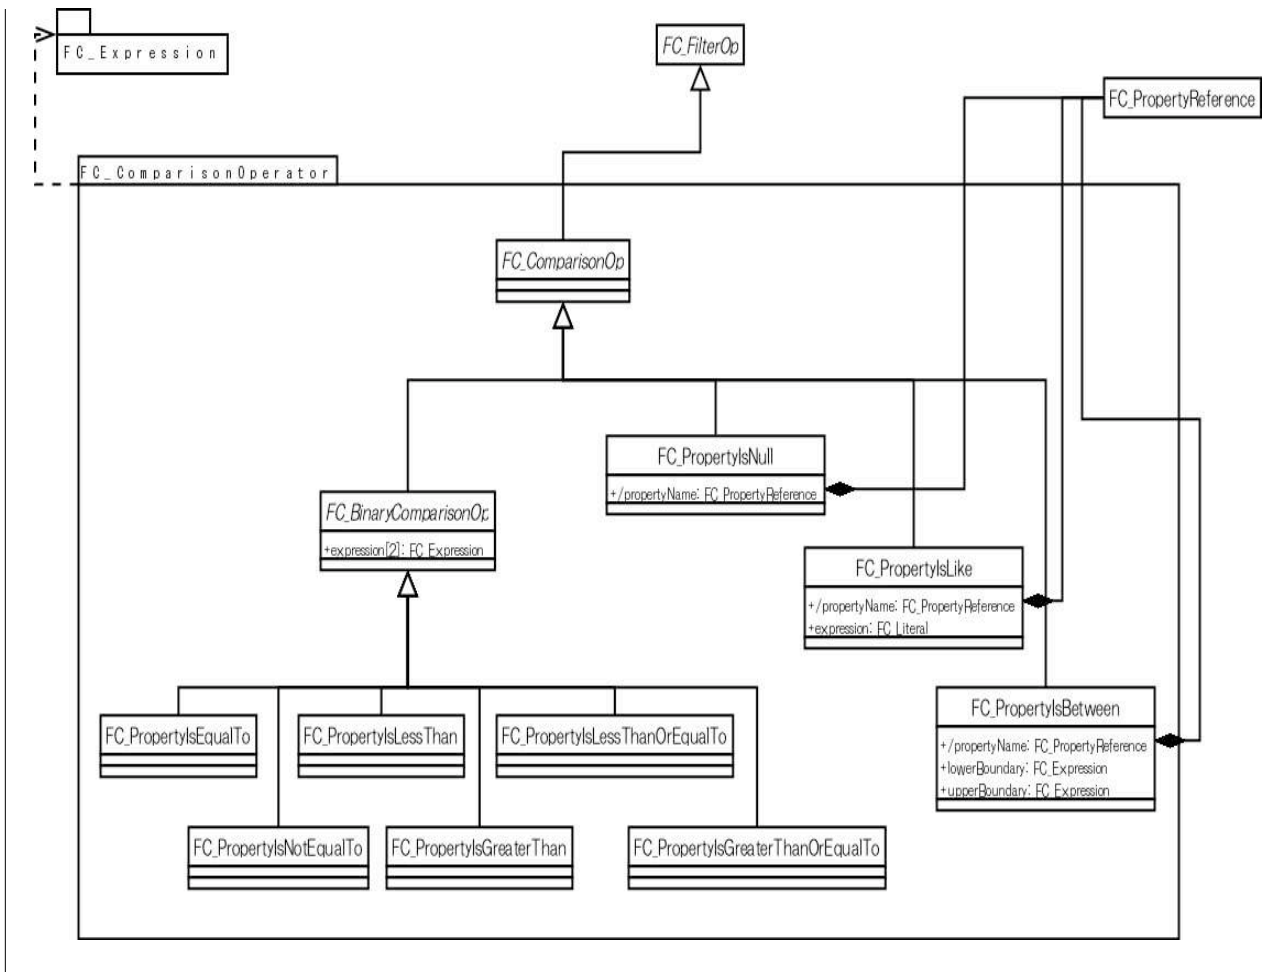 FC_Expression
FC_FilterOp
FC_PropertyReference
FC_ComparisonOperator
FC_ComparisonOp
FC_PropertyIsNull
+/propertyName: FC_PropertyReference
FC_BinaryComparisonOp
+expression[2]: FC_Expression
FC_PropertyIsLike
+/propertyName: FC_PropertyReference
+expression: FC_Literal
FC_PropertyIsBetween
+/propertyName: FC_PropertyReference
+lowerBoundary: FC_Expression
+upperBoundary: FC_Expression
FC_PropertyIsEqualTo
FC_PropertyIsLessThan
FC_PropertyIsLessThanOrEqualTo
FC_PropertyIsNotEqualTo
FC_PropertyIsGreaterThan
FC_PropertyIsGreaterThanOrEqualTo